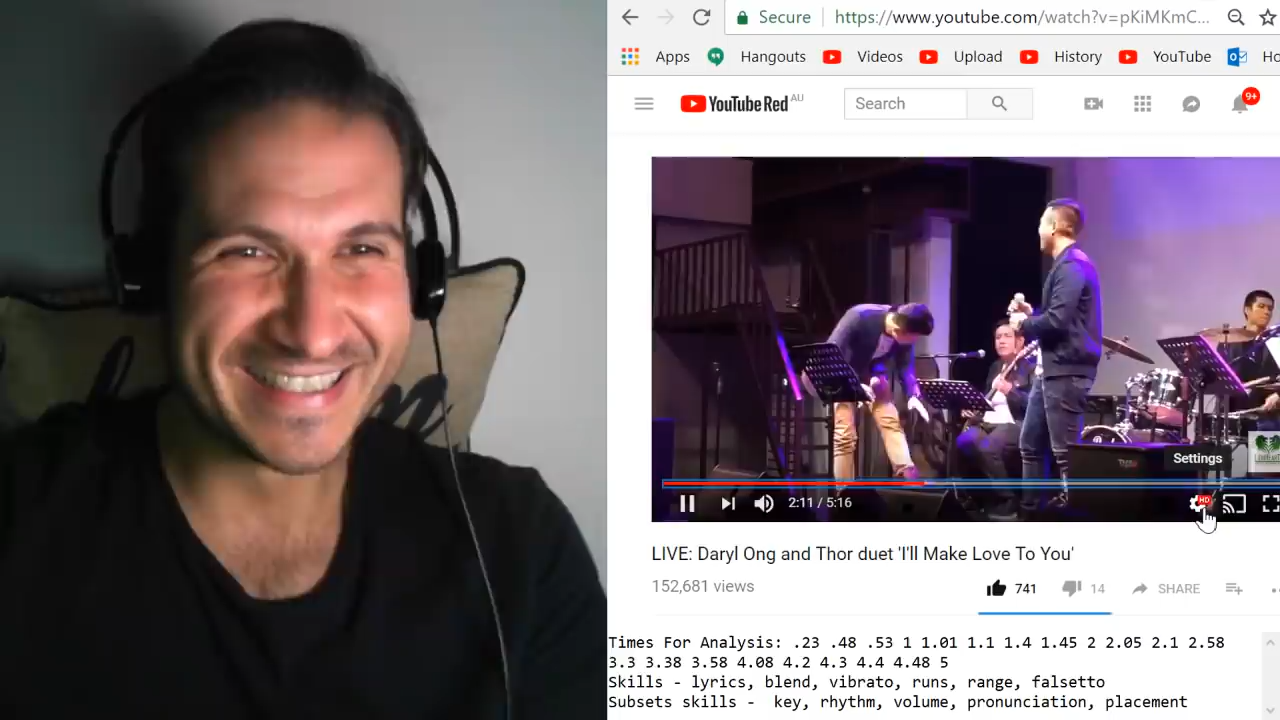 Secure
https://www.youtube.com/watch?v=pKiMKmC...
Apps Hangouts Videos Upload History YouTube Ho
YouTube Red AU
Search
9+
Settings
HD
2:11 / 5:16
LIVE: Daryl Ong and Thor duet 'I'll Make Love To You'
152,681 views 741 14 SHARE
Times For Analysis: .23 .48 .53 1 1.01 1.1 1.4 1.45 2 2.05 2.1 2.58
3.3 3.38 3.58 4.08 4.2 4.3 4.4 4.48 5
Skills - lyrics, blend, vibrato, runs, range, falsetto
Subsets skills - key, rhythm, volume, pronunciation, placement